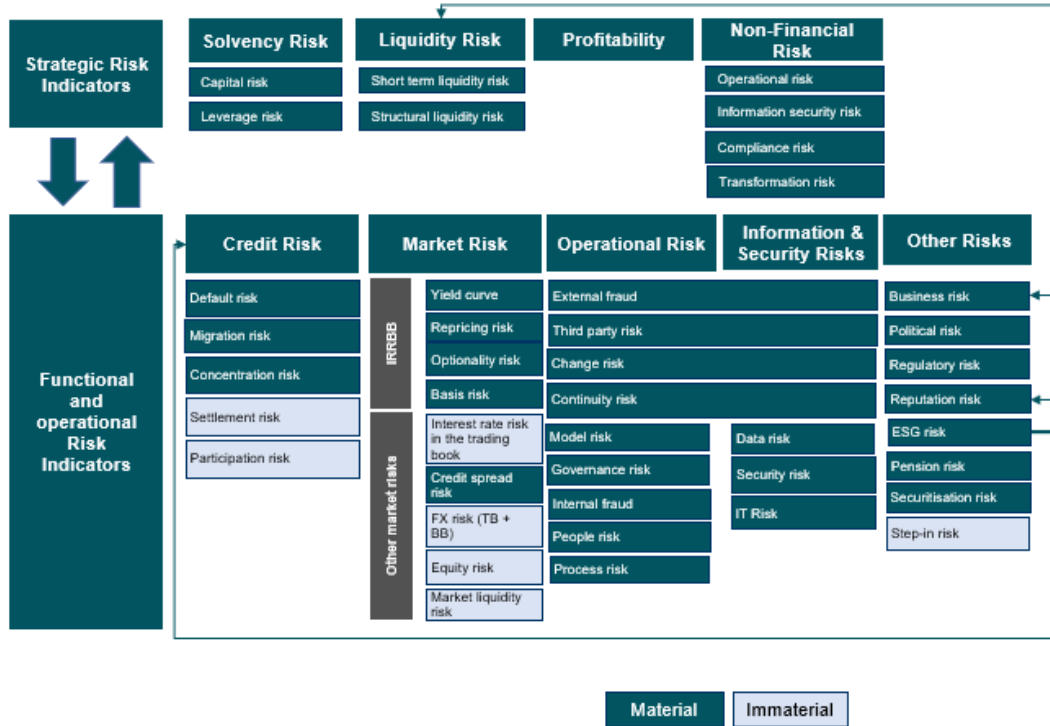 Strategic Risk
Indicators
Solvency Risk
Capital risk
Leverage risk
Liquidity Risk
Short term liquidity risk
Structural liquidity risk
Profitability
Non-Financial
Risk
Operational risk
Information security risk
Compliance risk
Transformation risk
Functional
and
operational
Risk
Indicators
Credit Risk
Default risk
Migration risk
Concentration risk
Settlement risk
Participation risk
Market Risk
IRRBB
Yield curve
Repricing risk
Optionality risk
Basis risk
Other market risks
Interest rate risk
in the trading
book
Credit spread
risk
FX risk (TB +
BB)
Equity risk
Market liquidity
risk
Operational Risk
Information &
Security Risks
External fraud
Third party risk
Change risk
Continuity risk
Model risk
Governance risk
Internal fraud
People risk
Process risk
Data risk
Security risk
IT Risk
Other Risks
Business risk
Political risk
Regulatory risk
Reputation risk
ESG risk
Pension risk
Securitisation risk
Step-in risk
Material
Immaterial